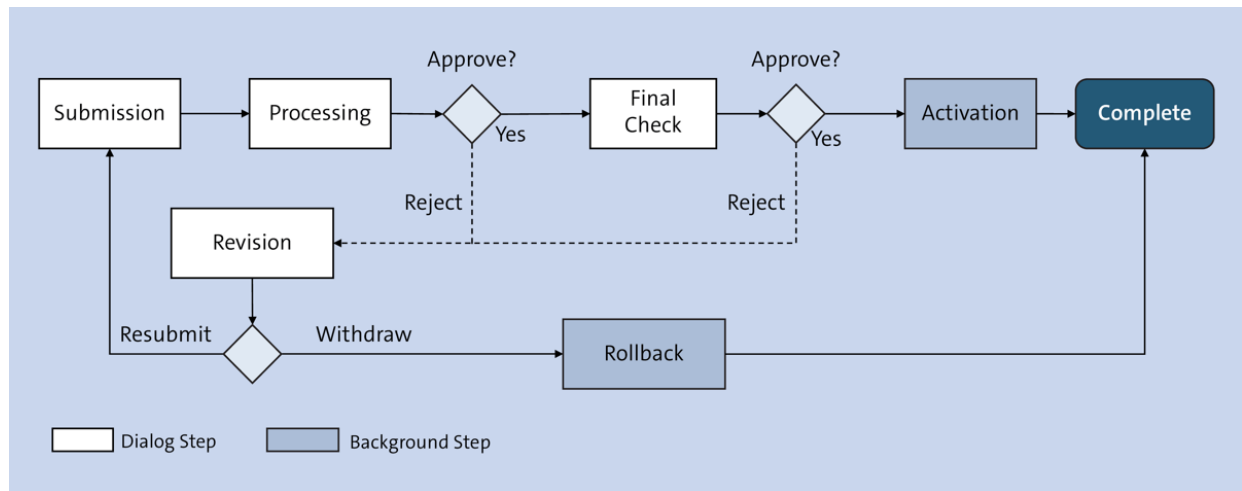 Approve?
Approve?
Submission
Processing
Yes
Final
Check
Yes
Activation
Complete
Reject
Reject
Revision
Resubmit
Withdraw
Rollback
Dialog Step
Background Step